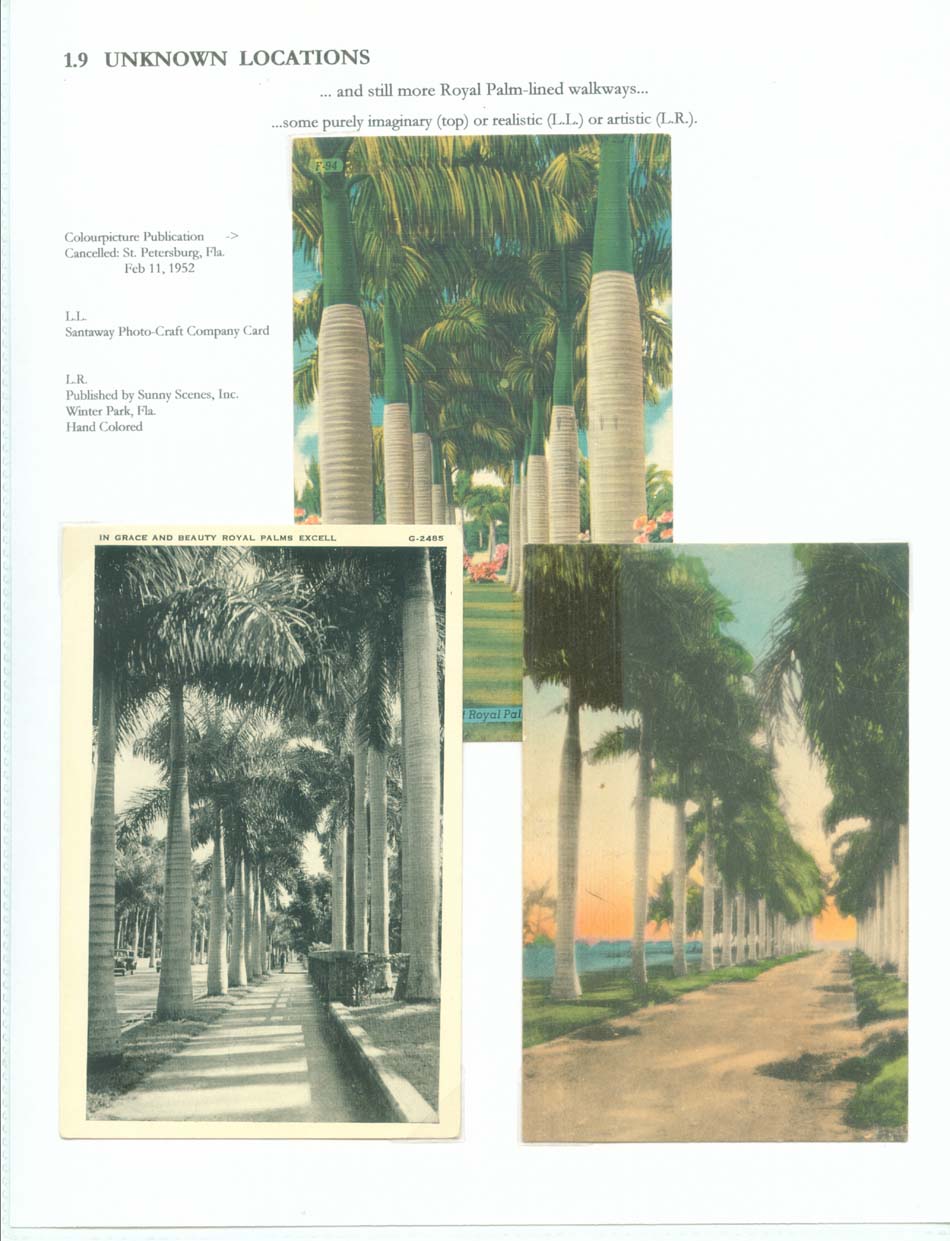 1.9 UNKNOWN LOCATIONS
... and still more Royal Palm-lined walkways...
...some purely imaginary (top) or realistic (L.L.) or artistic (L.R.).
F-94
Colourpicture Publication ->
Cancelled: St. Petersburg, Fla.
Feb 11, 1952
L.L.
Santaway Photo-Craft Company Card
L.R.
Published by Sunny Scenes, Inc.
Winter Park, Fla.
Hand Colored
IN GRACE AND BEAUTY ROYAL PALMS EXCELL G-2485
Royal Pal